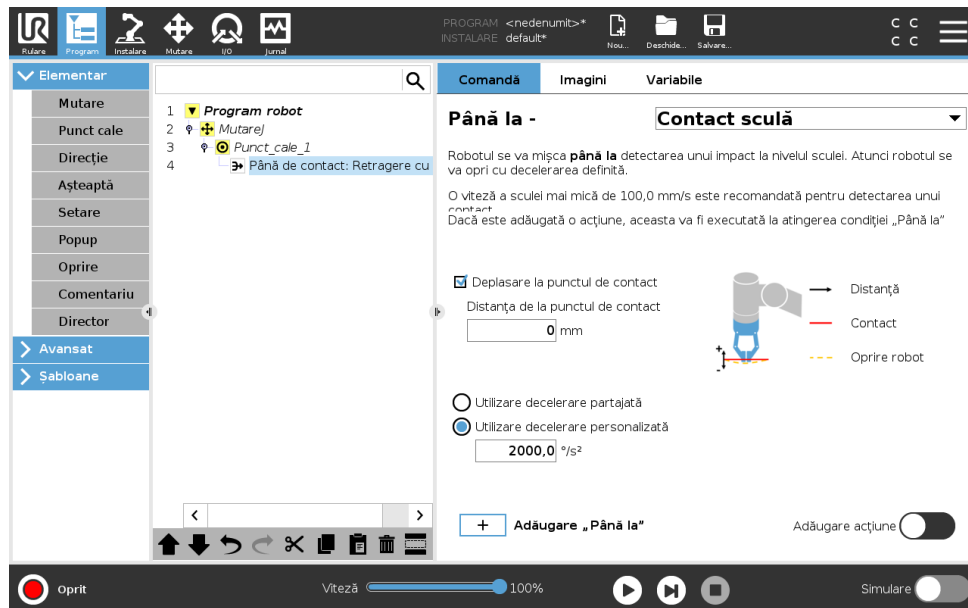 PROGRAM <nedenumit>*
INSTALARE default*
Rulare
Program
Instalare
Mutare
I/O
Jurnal
Nou...
Deschide...
Salvare...
C C
C C
Elementar
Mutare
Punct cale
Direcție
Așteaptă
Setare
Popup
Oprire
Comentariu
Director
Avansat
Șabloane
1 Program robot
2 MutareJ
3 Punct_cale_1
4 Până de contact: Retragere cu
Comandă
Imagini
Variabile
Până la -
Contact sculă
Robotul se va mișca până la detectarea unui impact la nivelul sculei. Atunci robotul se
va opri cu decelerarea definită.
O viteză a sculei mai mică de 100,0 mm/s este recomandată pentru detectarea unui
contact
Dacă este adăugată o acțiune, aceasta va fi executată la atingerea condiției „Până la”
Deplasare la punctul de contact
Distanța de la punctul de contact
0 mm
Distanță
Contact
Oprire robot
+
-
Utilizare decelerare partajată
Utilizare decelerare personalizată
2000,0 °/s²
+ Adăugare „Până la”
Adăugare acțiune
Oprit
Viteză
100%
Simulare